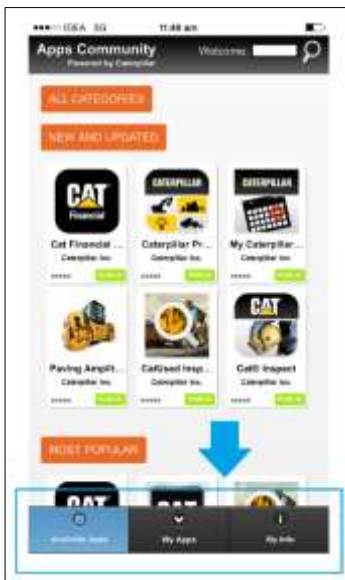 IDEA 3G 11:48 am
Apps Community Welcome
Powered by Caterpillar
ALL CATEGORIES
NEW AND UPDATED
CAT
Financial
CATERPILLAR
CATERPILLAR
Cat Financial ... Caterpillar Pr... My Caterpillar...
Caterpillar Inc. Caterpillar Inc. Caterpillar Inc.
CAT
Paving Amplit... CatUsed Insp... Cat® Inspect
Caterpillar Inc. Caterpillar Inc. Caterpillar Inc.
MOST POPULAR
CAT
CAT
Available Apps My Apps My Info